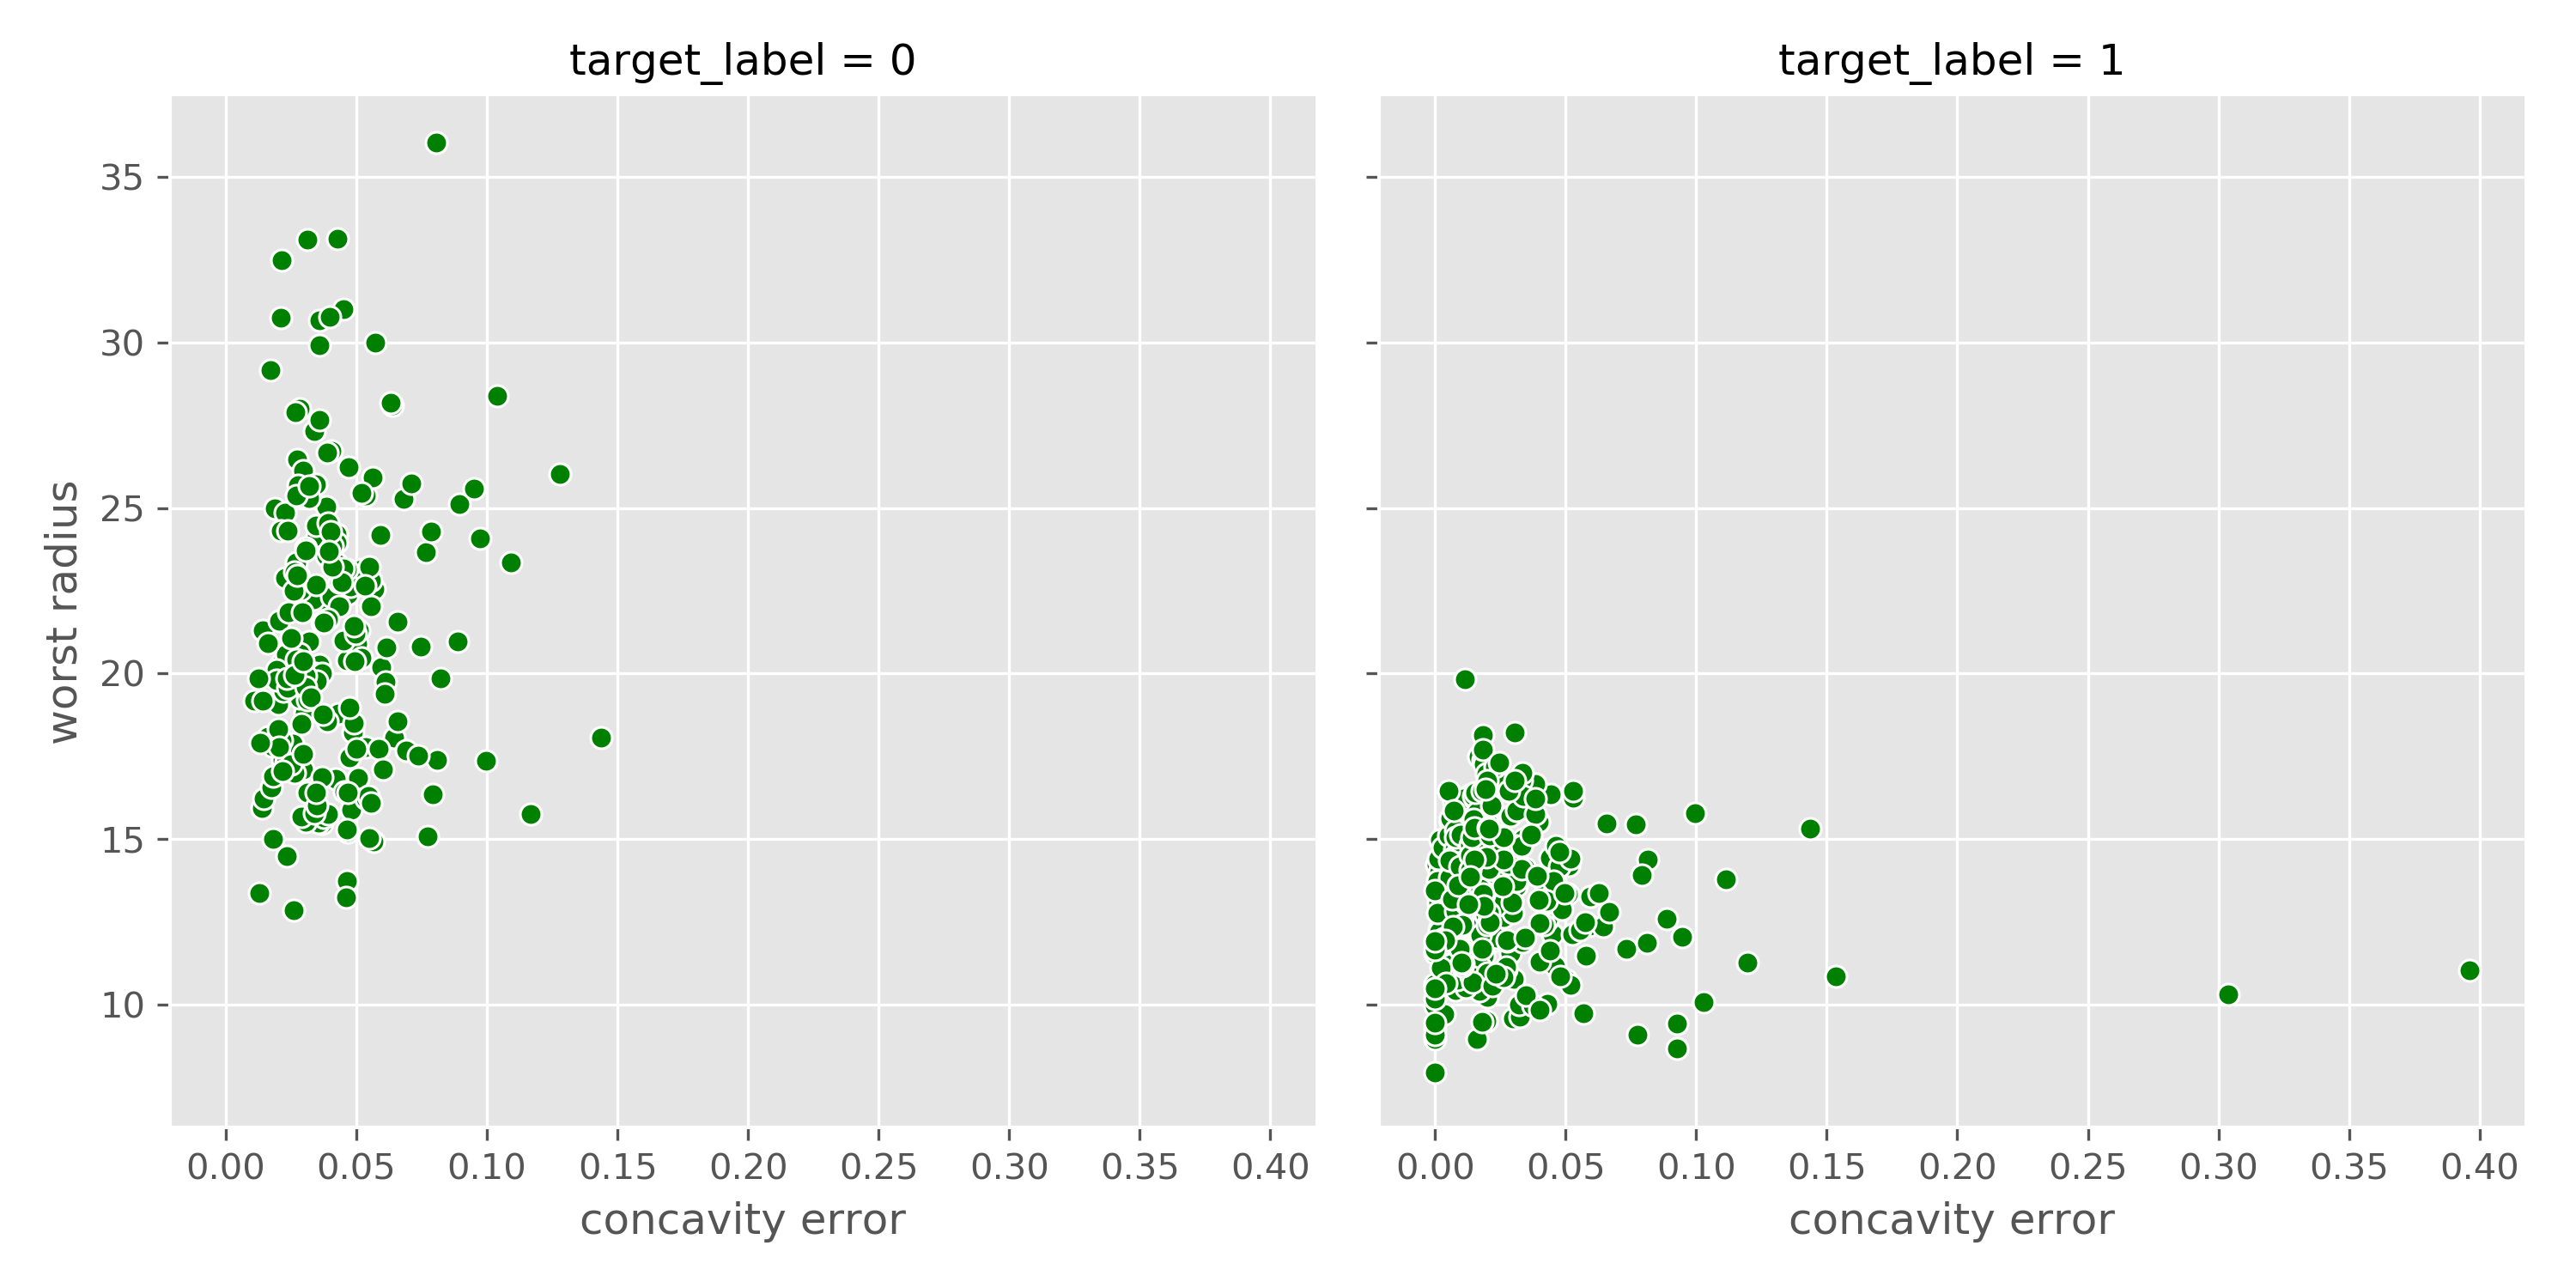 target_label = 0
target_label = 1
35
30
25
20
15
10
worst radius
0.00 0.05 0.10 0.15 0.20 0.25 0.30 0.35 0.40
0.00 0.05 0.10 0.15 0.20 0.25 0.30 0.35 0.40
concavity error
concavity error